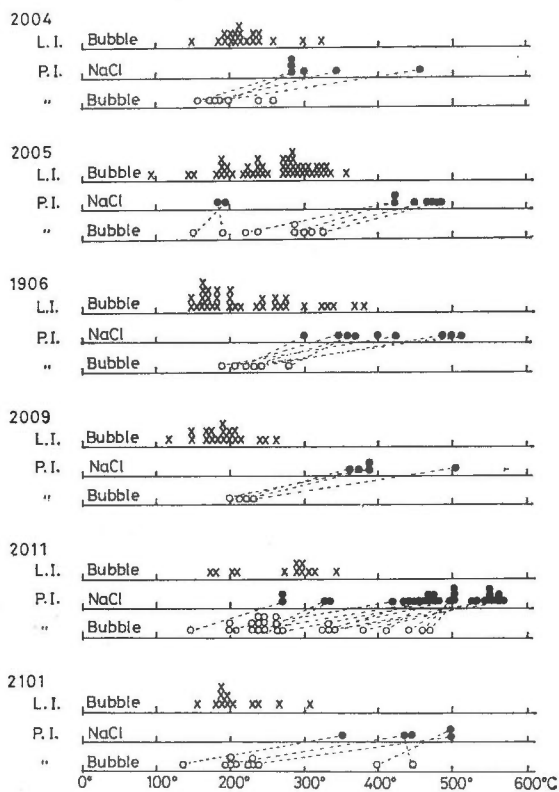 2004
L.I. Bubble
P.I. NaCl
" Bubble
2005
L.I. Bubble
P.I. NaCl
" Bubble
1906
L.I. Bubble
P.I. NaCl
" Bubble
2009
L.I. Bubble
P.I. NaCl
" Bubble
2011
L.I. Bubble
P.I. NaCl
" Bubble
2101
L.I. Bubble
P.I. NaCl
" Bubble
0° 100° 200° 300° 400° 500° 600°C